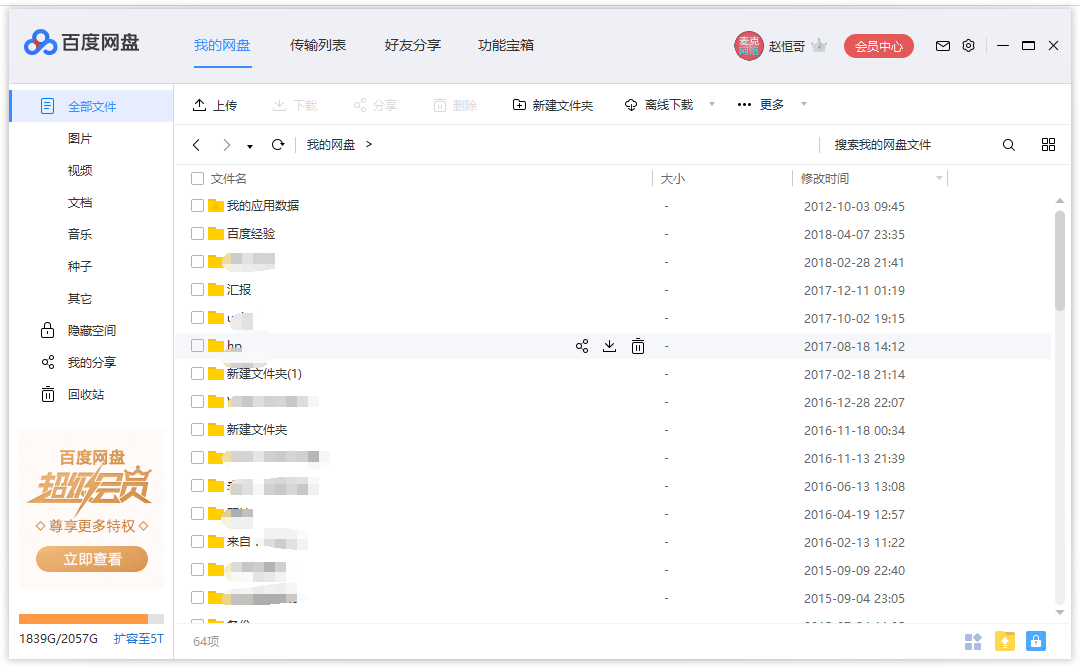 百度网盘
我的网盘 传输列表 好友分享 功能宝箱
麦克
阿洛
赵恒哥
会员中心
全部文件
图片
视频
文档
音乐
种子
其它
隐藏空间
我的分享
回收站
百度网盘
超级会员
尊享更多特权
立即查看
1839G/2057G 扩容至5T
上传 下载 分享 删除 新建文件夹 离线下载 更多
我的网盘 >
搜索我的网盘文件
文件名 大小 修改时间
我的应用数据 - 2012-10-03 09:45
百度经验 - 2018-04-07 23:35
- 2018-02-28 21:41
汇报 - 2017-12-11 01:19
- 2017-10-02 19:15
hp - 2017-08-18 14:12
新建文件夹(1) - 2017-02-18 21:14
- 2016-12-28 22:07
新建文件夹 - 2016-11-18 00:34
- 2016-11-13 21:39
- 2016-06-13 13:08
- 2016-04-19 12:57
来自： - 2016-02-13 11:22
- 2015-09-09 22:40
- 2015-09-04 23:05
64项